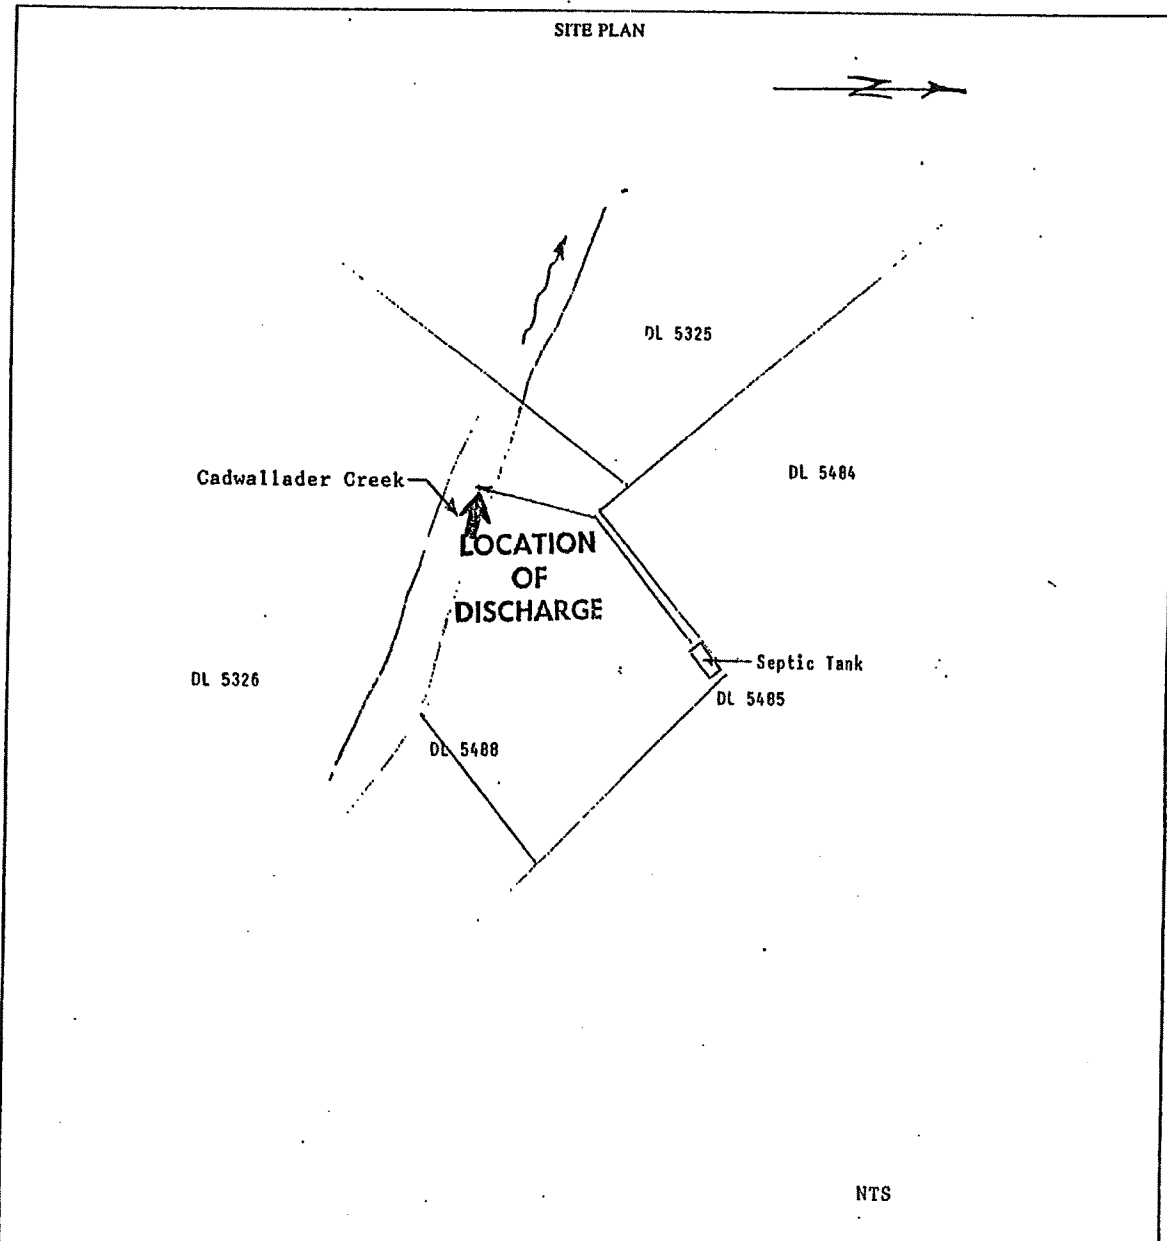 SITE PLAN
N
DL 5325
DL 5484
Cadwallader Creek
LOCATION
OF
DISCHARGE
Septic Tank
DL 5326
DL 5485
DL 5488
NTS